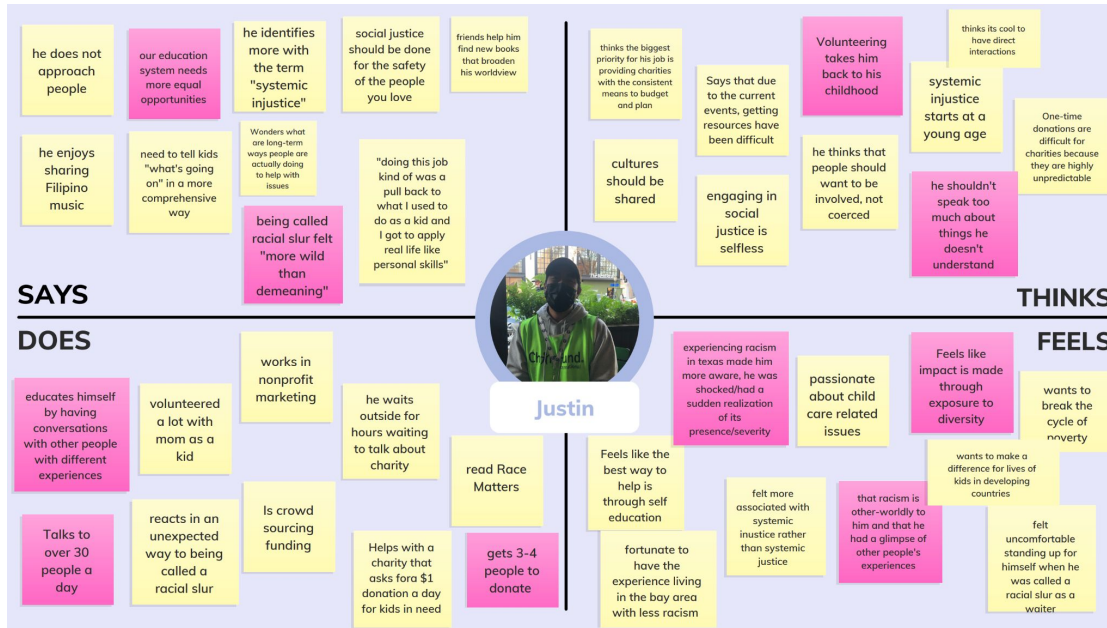 he does not
approach
people
our education
system needs
more equal
opportunities
he identifies
more with
the term
"systemic
injustice"
social justice
should be done
for the safety
of the people
you love
friends help him
find new books
that broaden
his worldview
he enjoys
sharing
Filipino
music
need to tell kids
"what's going
on" in a more
comprehensive
way
Wonders what
are long-term
ways people are
actually doing
to help with
issues
being called
racial slur felt
"more wild
than
demeaning"
"doing this job
kind of was a
pull back to
what I used to
do as a kid and
I got to apply
real life like
personal skills"
SAYS
thinks the biggest
priority for his job is
providing charities
with the consistent
means to budget
and plan
Says that due
to the current
events, getting
resources have
been difficult
Volunteering
takes him
back to his
childhood
thinks its cool to
have direct
interactions
systemic
injustice
starts at a
young age
One-time
donations are
difficult for
charities because
they are highly
unpredictable
cultures
should be
shared
engaging in
social
justice is
selfless
he thinks that
people should
want to be
involved, not
coerced
he shouldn't
speak too
much about
things he
doesn't
understand
THINKS
DOES
educates himself
by having
conversations
with other people
with different
experiences
volunteered
a lot with
mom as a
kid
works in
nonprofit
marketing
he waits
outside for
hours waiting
to talk about
charity
read Race
Matters
Talks to
over 30
people a
day
reacts in an
unexpected
way to being
called a
racial slur
Is crowd
sourcing
funding
Helps with a
charity that
asks fora $1
donation a day
for kids in need
gets 3-4
people to
donate
Justin
FEELS
experiencing racism
in texas made him
more aware, he was
shocked/had a
sudden realization
of its
presence/severity
passionate
about child
care related
issues
Feels like
impact is made
through
exposure to
diversity
wants to
break the
cycle of
poverty
Feels like the
best way to
help is
through self
education
wants to make a
difference for lives of
kids in developing
countries
fortunate to
have the
experience living
in the bay area
with less racism
felt more
associated with
systemic
inustice rather
than systemic
justice
that racism is
other-worldly to
him and that he
had a glimpse of
other people's
experiences
felt
uncomfortable
standing up for
himself when he
was called a
racial slur as a
waiter